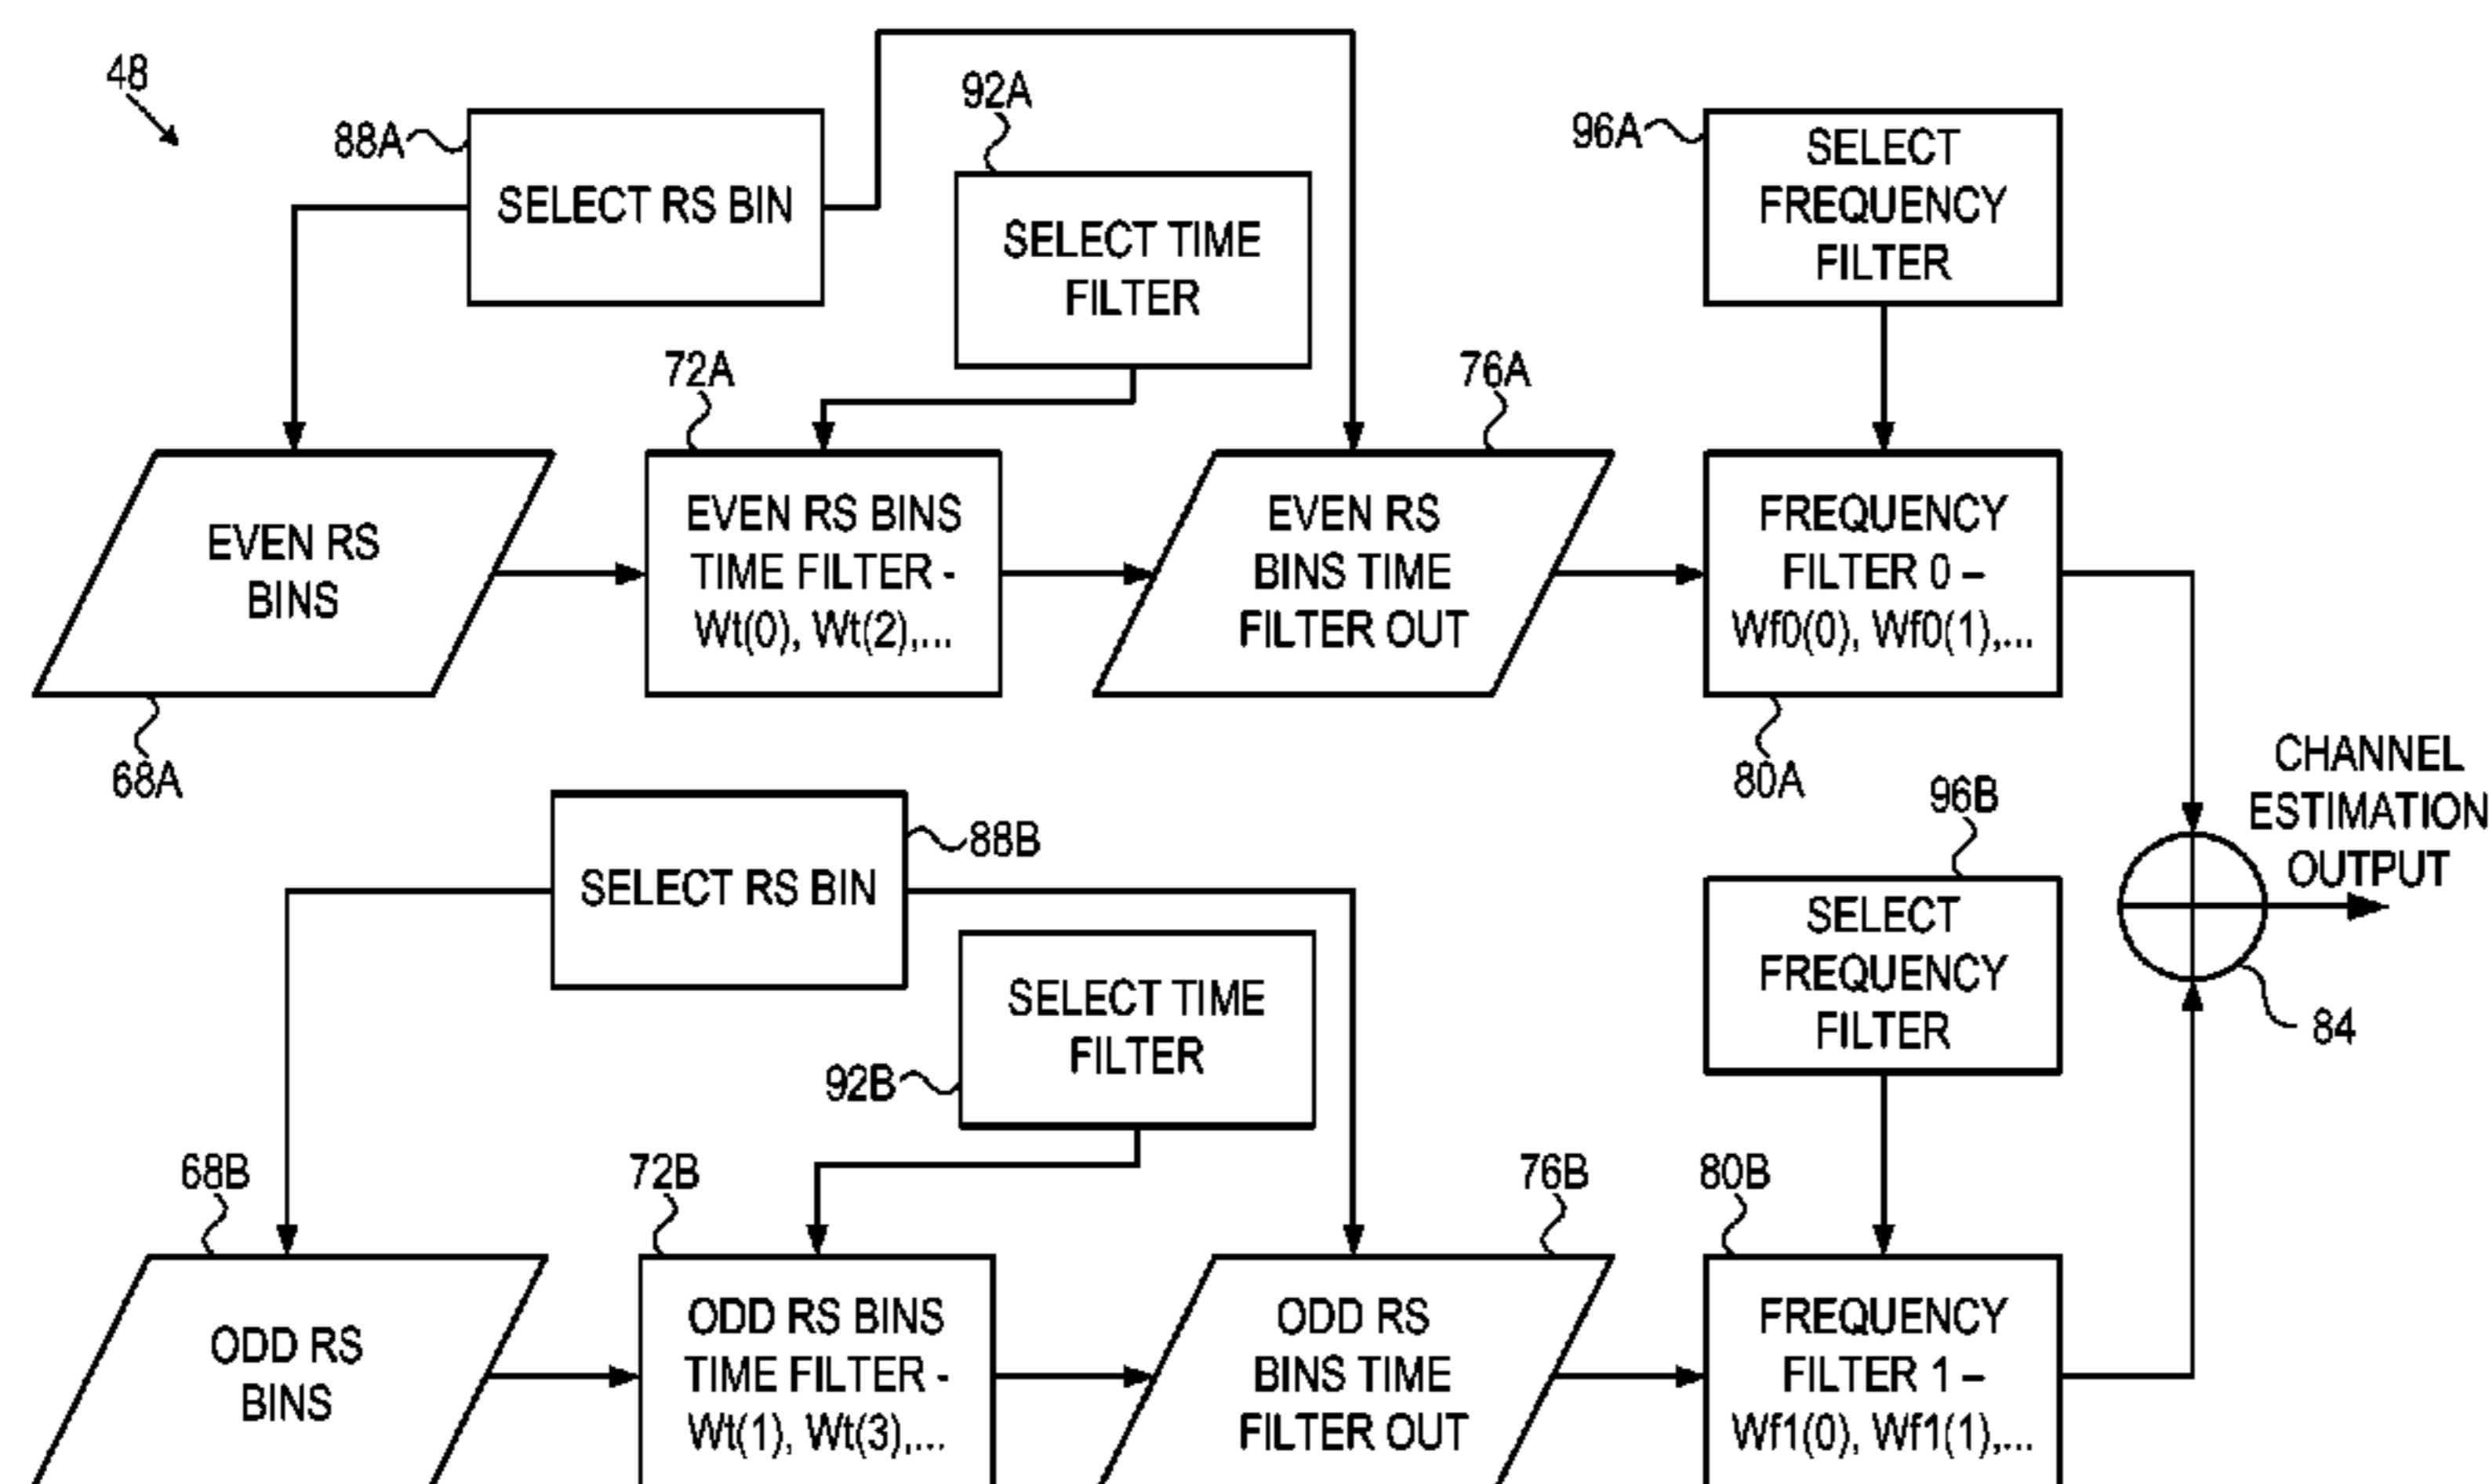 48
88A
SELECT RS BIN
92A
SELECT TIME
FILTER
96A
SELECT
FREQUENCY
FILTER
72A
76A
EVEN RS
BINS
EVEN RS BINS
TIME FILTER -
Wt(0), Wt(2),...
EVEN RS
BINS TIME
FILTER OUT
FREQUENCY
FILTER 0 –
Wf0(0), Wf0(1),...
68A
80A
CHANNEL
ESTIMATION
OUTPUT
88B
SELECT RS BIN
96B
SELECT
FREQUENCY
FILTER
SELECT TIME
FILTER
92B
84
68B
72B
76B
80B
ODD RS
BINS
ODD RS BINS
TIME FILTER -
Wt(1), Wt(3),...
ODD RS
BINS TIME
FILTER OUT
FREQUENCY
FILTER 1 –
Wf1(0), Wf1(1),...